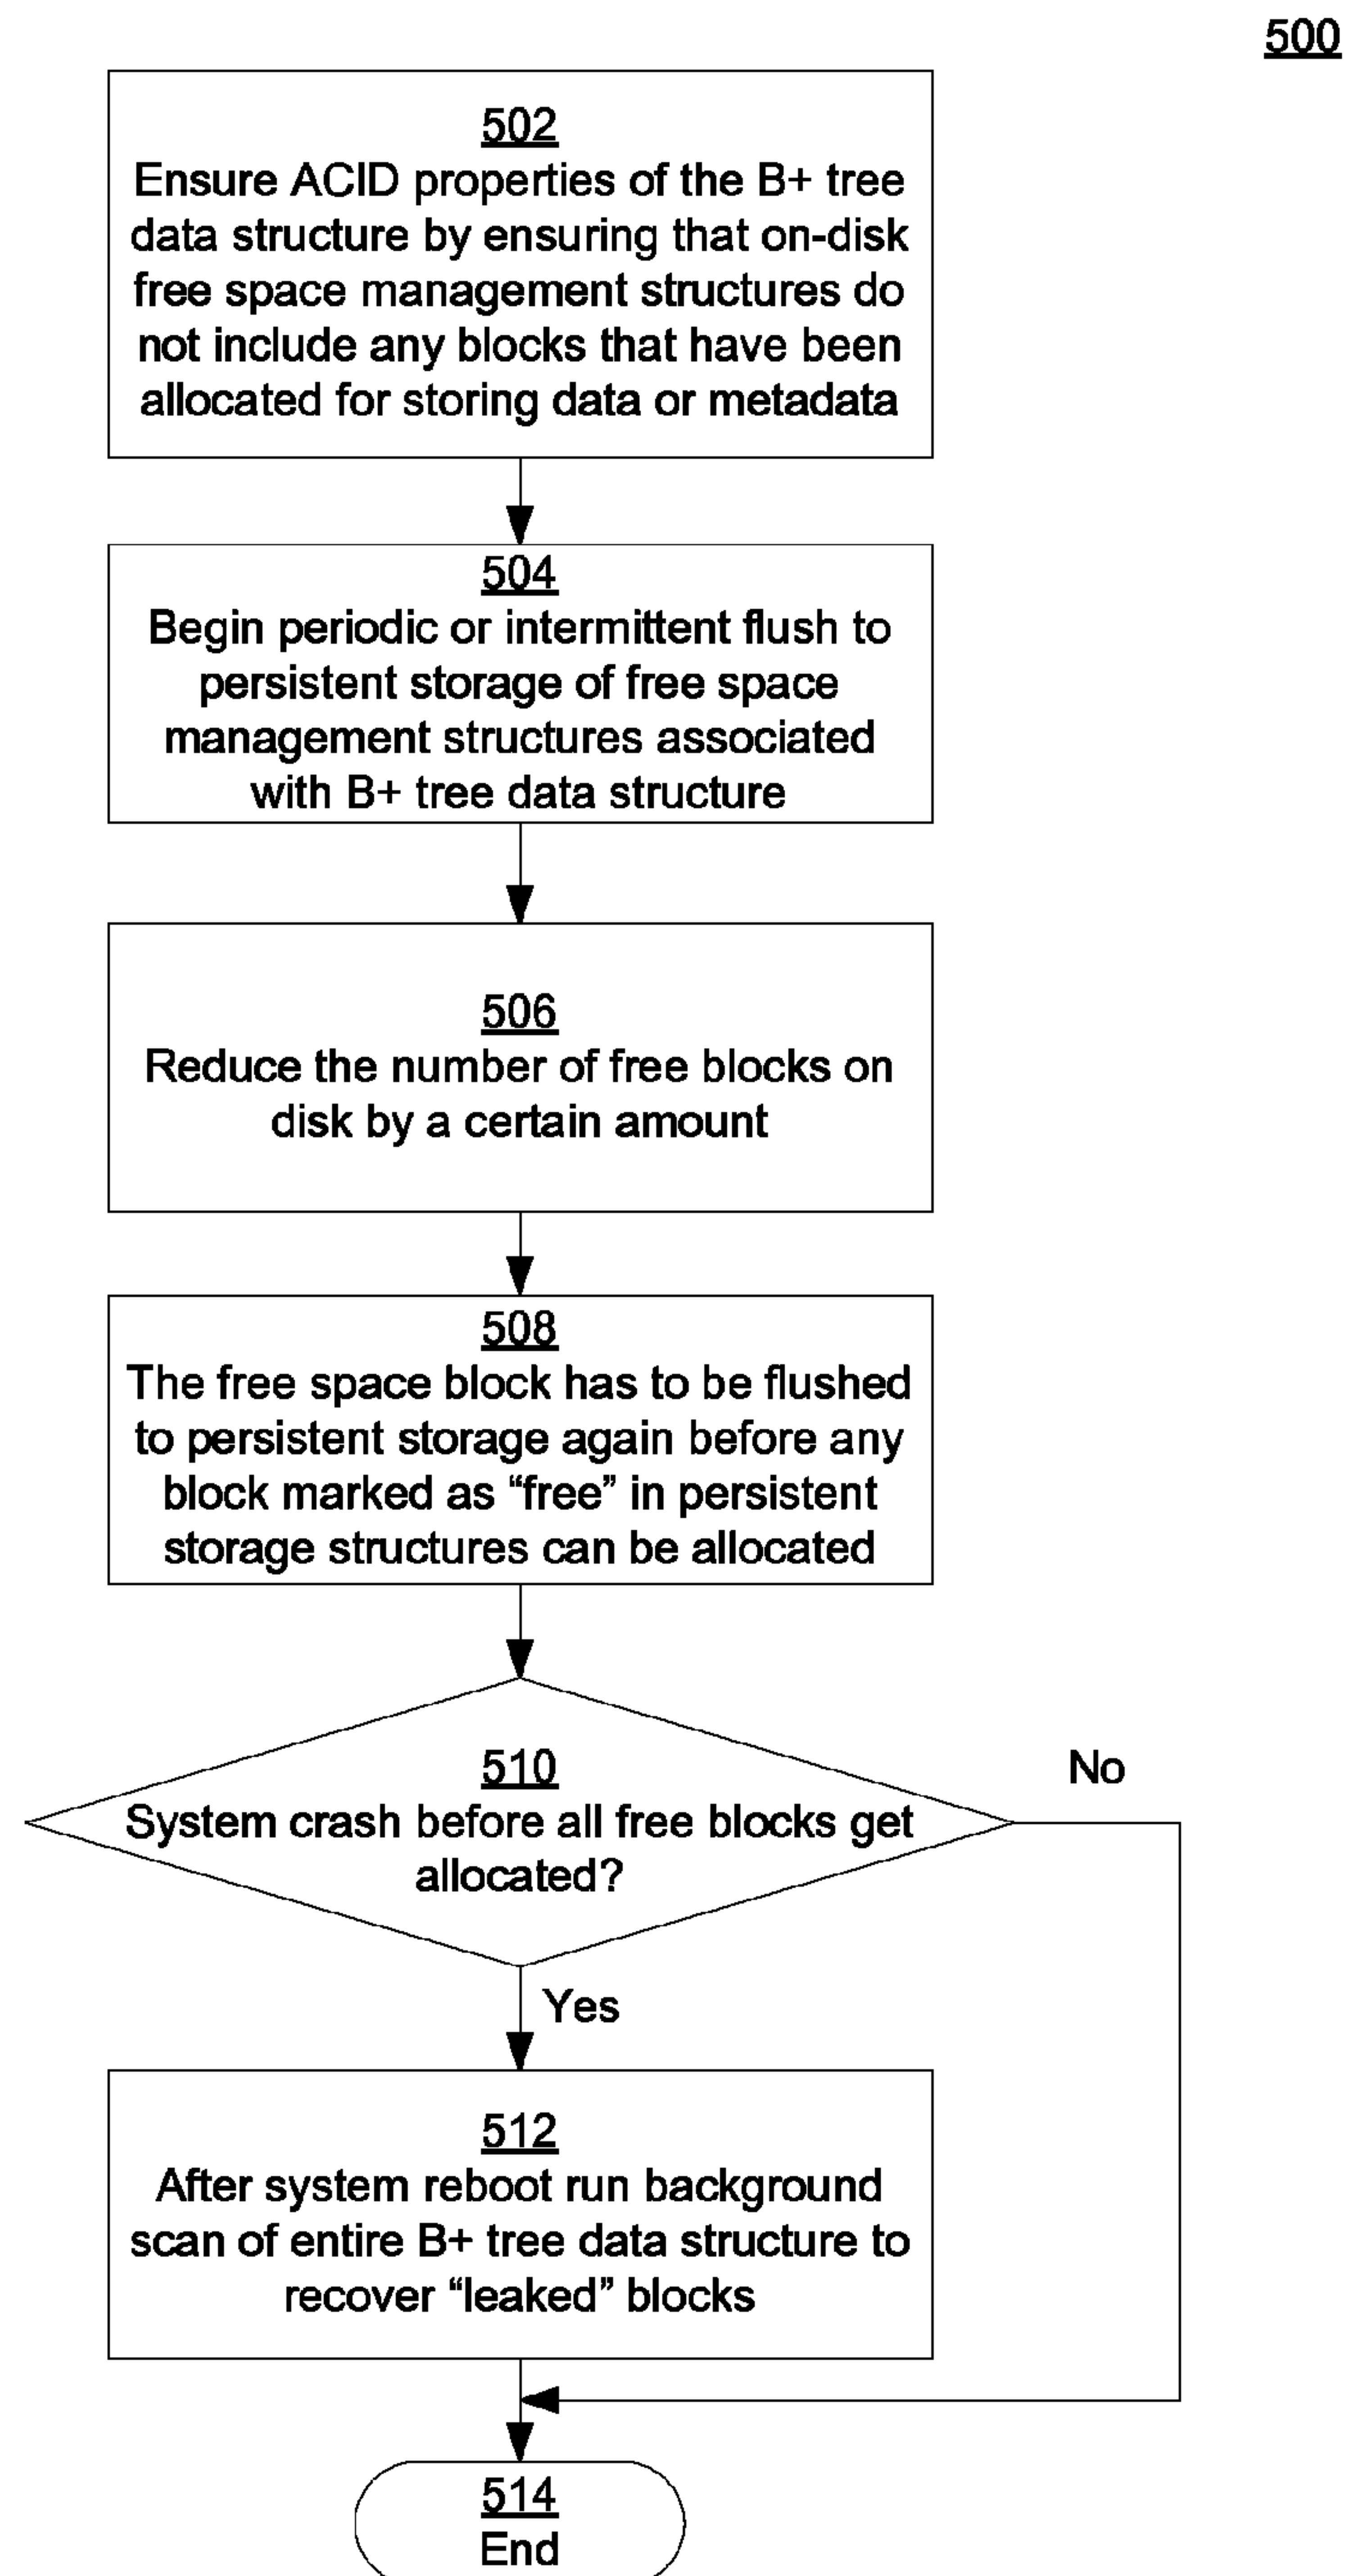 500
502
Ensure ACID properties of the B+ tree
data structure by ensuring that on-disk
free space management structures do
not include any blocks that have been
allocated for storing data or metadata
504
Begin periodic or intermittent flush to
persistent storage of free space
management structures associated
with B+ tree data structure
506
Reduce the number of free blocks on
disk by a certain amount
508
The free space block has to be flushed
to persistent storage again before any
block marked as “free” in persistent
storage structures can be allocated
510
System crash before all free blocks get
allocated?
No
Yes
512
After system reboot run background
scan of entire B+ tree data structure to
recover “leaked” blocks
514
End